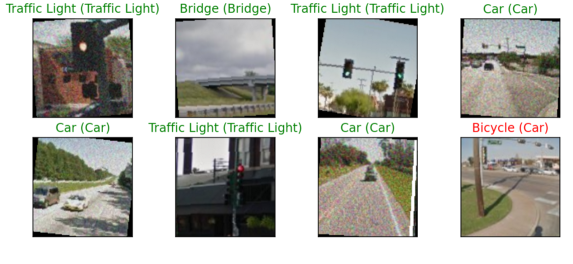 Traffic Light (Traffic Light)
Bridge (Bridge)
Traffic Light (Traffic Light)
Car (Car)
Car (Car)
Traffic Light (Traffic Light)
Car (Car)
Bicycle (Car)